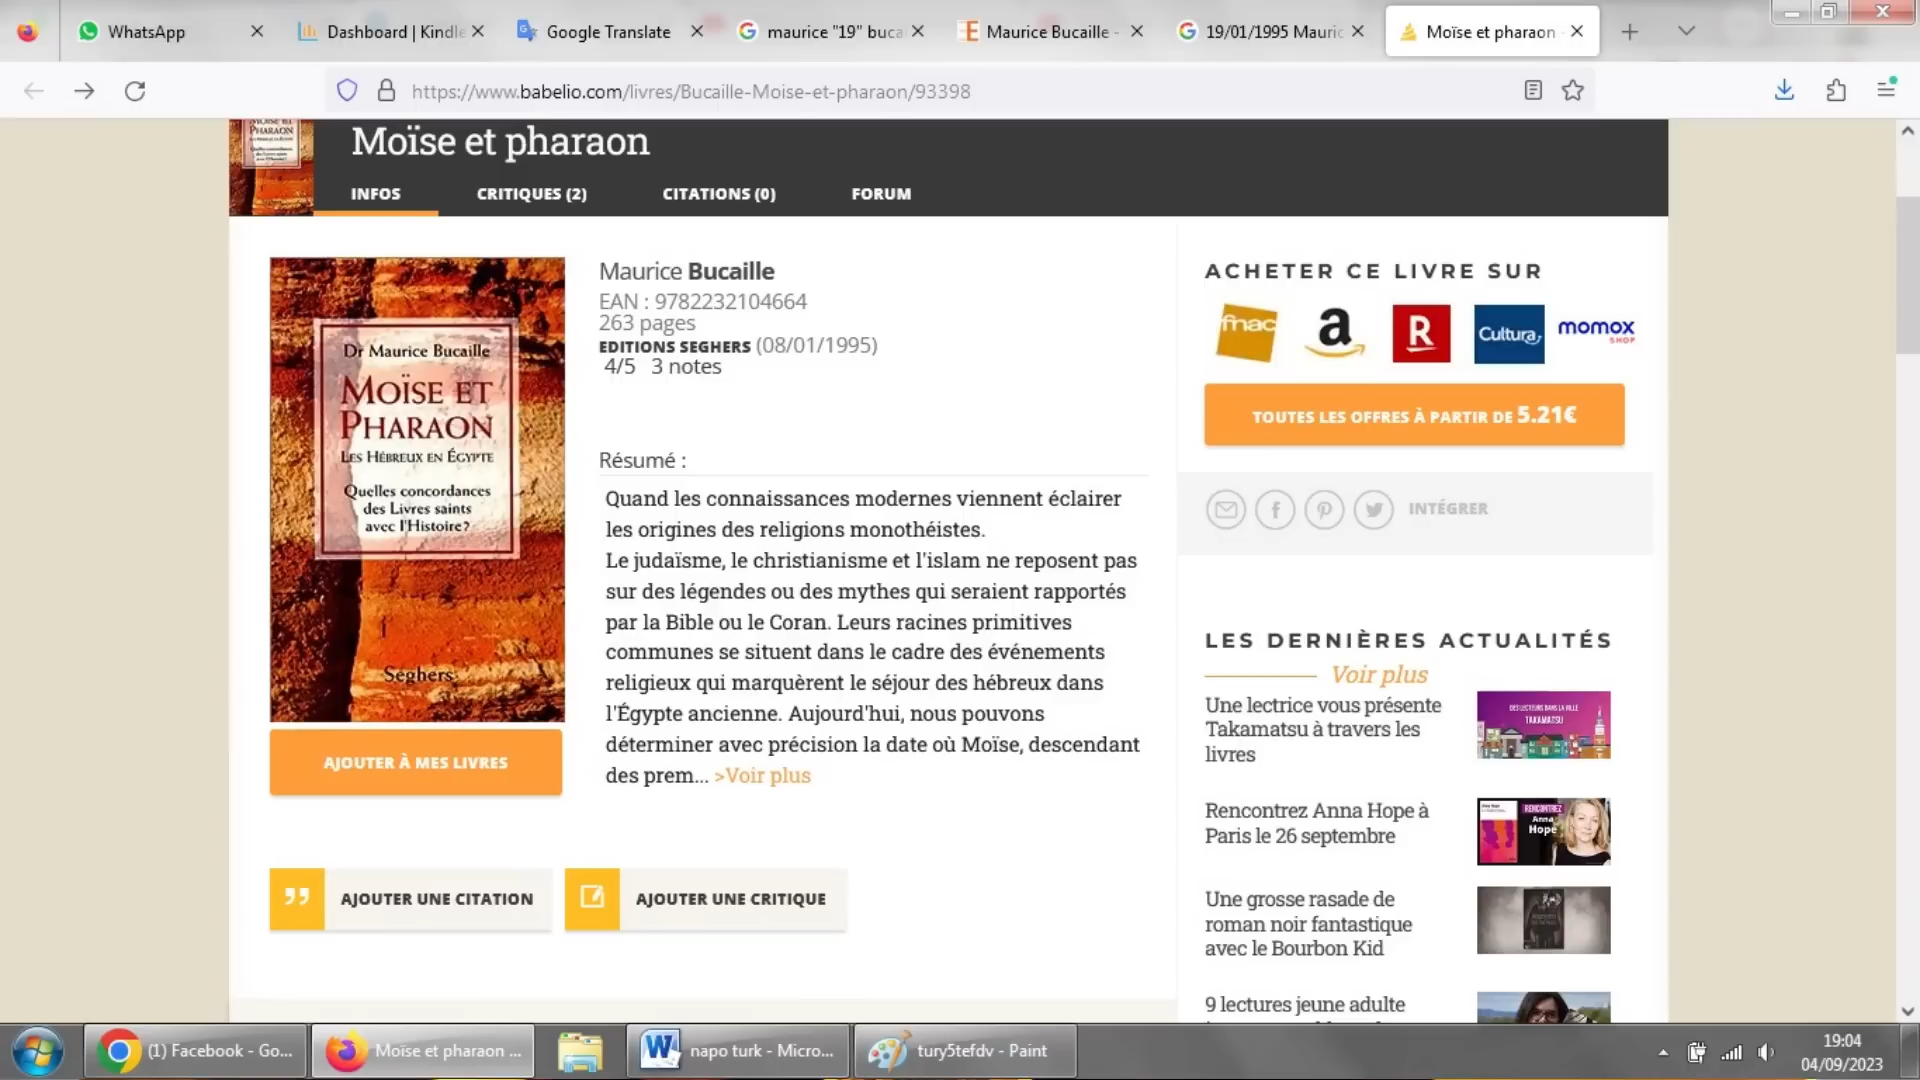 WhatsApp
Dashboard | Kindle
Google Translate
maurice "19" buca
Maurice Bucaille -
19/01/1995 Mauric
Moïse et pharaon -
https://www.babelio.com/livres/Bucaille-Moise-et-pharaon/93398
Moïse et pharaon
INFOS
CRITIQUES (2)
CITATIONS (0)
FORUM
Dr Maurice Bucaille
MOÏSE ET
PHARAON
LES HÉBREUX EN ÉGYPTE
Quelles concordances
des Livres saints
avec l'Histoire?
Seghers
AJOUTER À MES LIVRES
Maurice Bucaille
EAN : 9782232104664
263 pages
EDITIONS SEGHERS (08/01/1995)
4/5 3 notes
Résumé :
Quand les connaissances modernes viennent éclairer
les origines des religions monothéistes.
Le judaïsme, le christianisme et l'islam ne reposent pas
sur des légendes ou des mythes qui seraient rapportés
par la Bible ou le Coran. Leurs racines primitives
communes se situent dans le cadre des événements
religieux qui marquèrent le séjour des hébreux dans
l'Égypte ancienne. Aujourd'hui, nous pouvons
déterminer avec précision la date où Moïse, descendant
des prem... >Voir plus
AJOUTER UNE CITATION
AJOUTER UNE CRITIQUE
ACHETER CE LIVRE SUR
fnac
a
R
Cultura
momox
SHOP
TOUTES LES OFFRES À PARTIR DE 5.21€
INTÉGRER
LES DERNIÈRES ACTUALITÉS
Voir plus
Une lectrice vous présente
Takamatsu à travers les
livres
DES LECTEURS DANS LA VILLE
TAKAMATSU
Rencontrez Anna Hope à
Paris le 26 septembre
RENCONTREZ
Anna
Hope
Une grosse rasade de
roman noir fantastique
avec le Bourbon Kid
9 lectures jeune adulte
(1) Facebook - Go...
Moïse et pharaon ...
napo turk - Micro...
tury5tefdv - Paint
19:04
04/09/2023